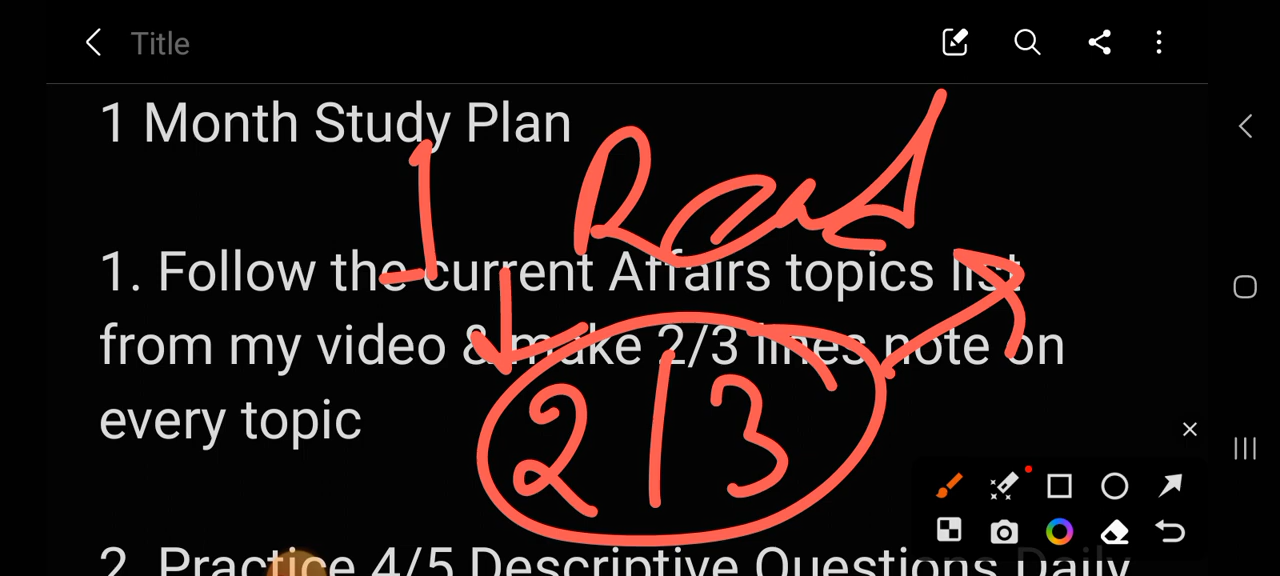 Title
1 Month Study Plan
1 Read
1. Follow the current Affairs topics list
from my video & make 2/3 lines note on
every topic
2/3
2. Practice 4/5 Descriptive Questions Daily